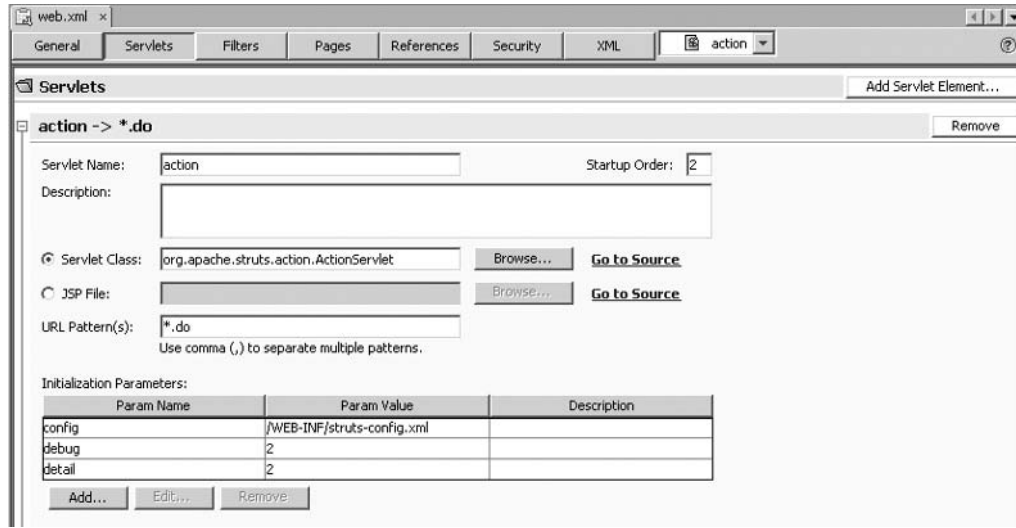 web.xml ×
General Servlets Filters Pages References Security XML action
Servlets Add Servlet Element...
action -> *.do Remove
Servlet Name: action Startup Order: 2
Description:
Servlet Class: org.apache.struts.action.ActionServlet Browse... Go to Source
JSP File: Browse... Go to Source
URL Pattern(s): *.do
Use comma (,) to separate multiple patterns.
Initialization Parameters:
Param Name Param Value Description
config /WEB-INF/struts-config.xml
debug 2
detail 2
Add... Edit... Remove